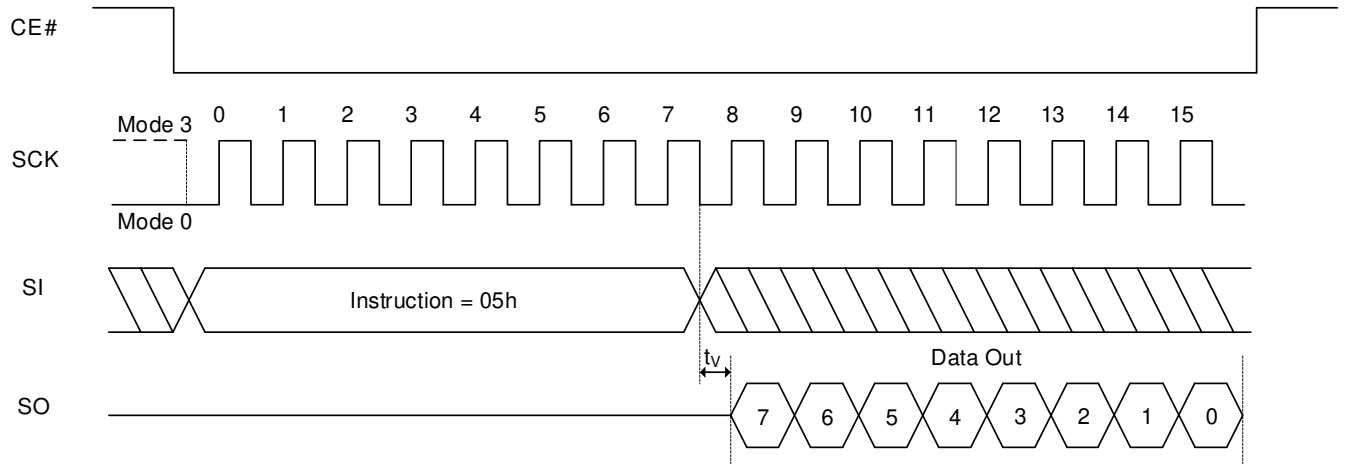 CE#
0 1 2 3 4 5 6 7 8 9 10 11 12 13 14 15
Mode 3
SCK
Mode 0
SI
Instruction = 05h
tV
Data Out
SO
7 6 5 4 3 2 1 0